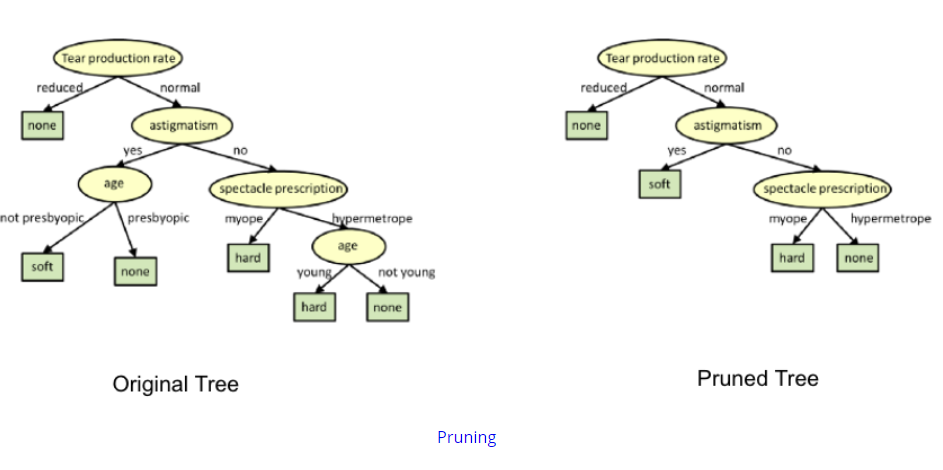 Tear production rate
reduced
normal
none
astigmatism
yes
no
age
spectacle prescription
not presbyopic
presbyopic
myope
hypermetrope
soft
none
hard
age
young
not young
hard
none
Original Tree
Tear production rate
reduced
normal
none
astigmatism
yes
no
soft
spectacle prescription
myope
hypermetrope
hard
none
Pruned Tree
Pruning